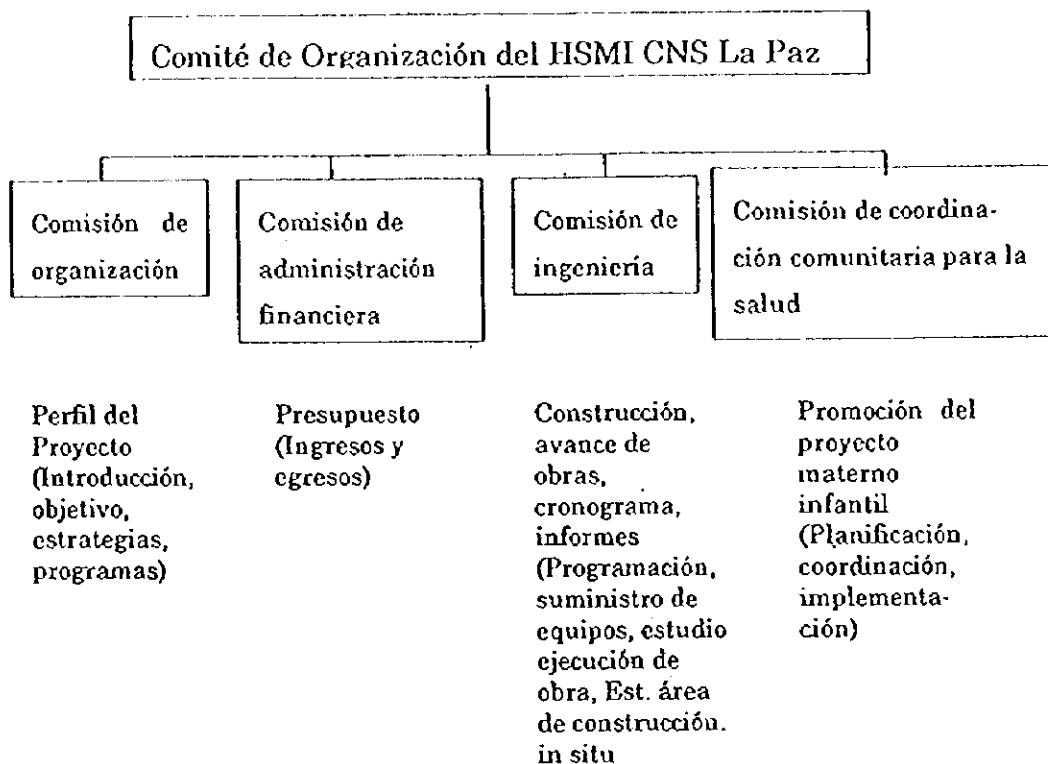 Comité de Organización del HSMI CNS La Paz
Comisión de
organización
Comisión de
administración
financiera
Comisión de
ingeniería
Comisión de coordina-
ción comunitaria para la
salud
Perfil del
Proyecto
(Introducción,
objetivo,
estrategias,
programas)
Presupuesto
(Ingresos y
egresos)
Construcción,
avance de
obras,
cronograma,
informes
(Programación,
suministro de
equipos, estudio
ejecución de
obra, Est. área
de construcción.
in situ
Promoción del
proyecto
materno
infantil
(Planificación,
coordinación,
implementa-
ción)